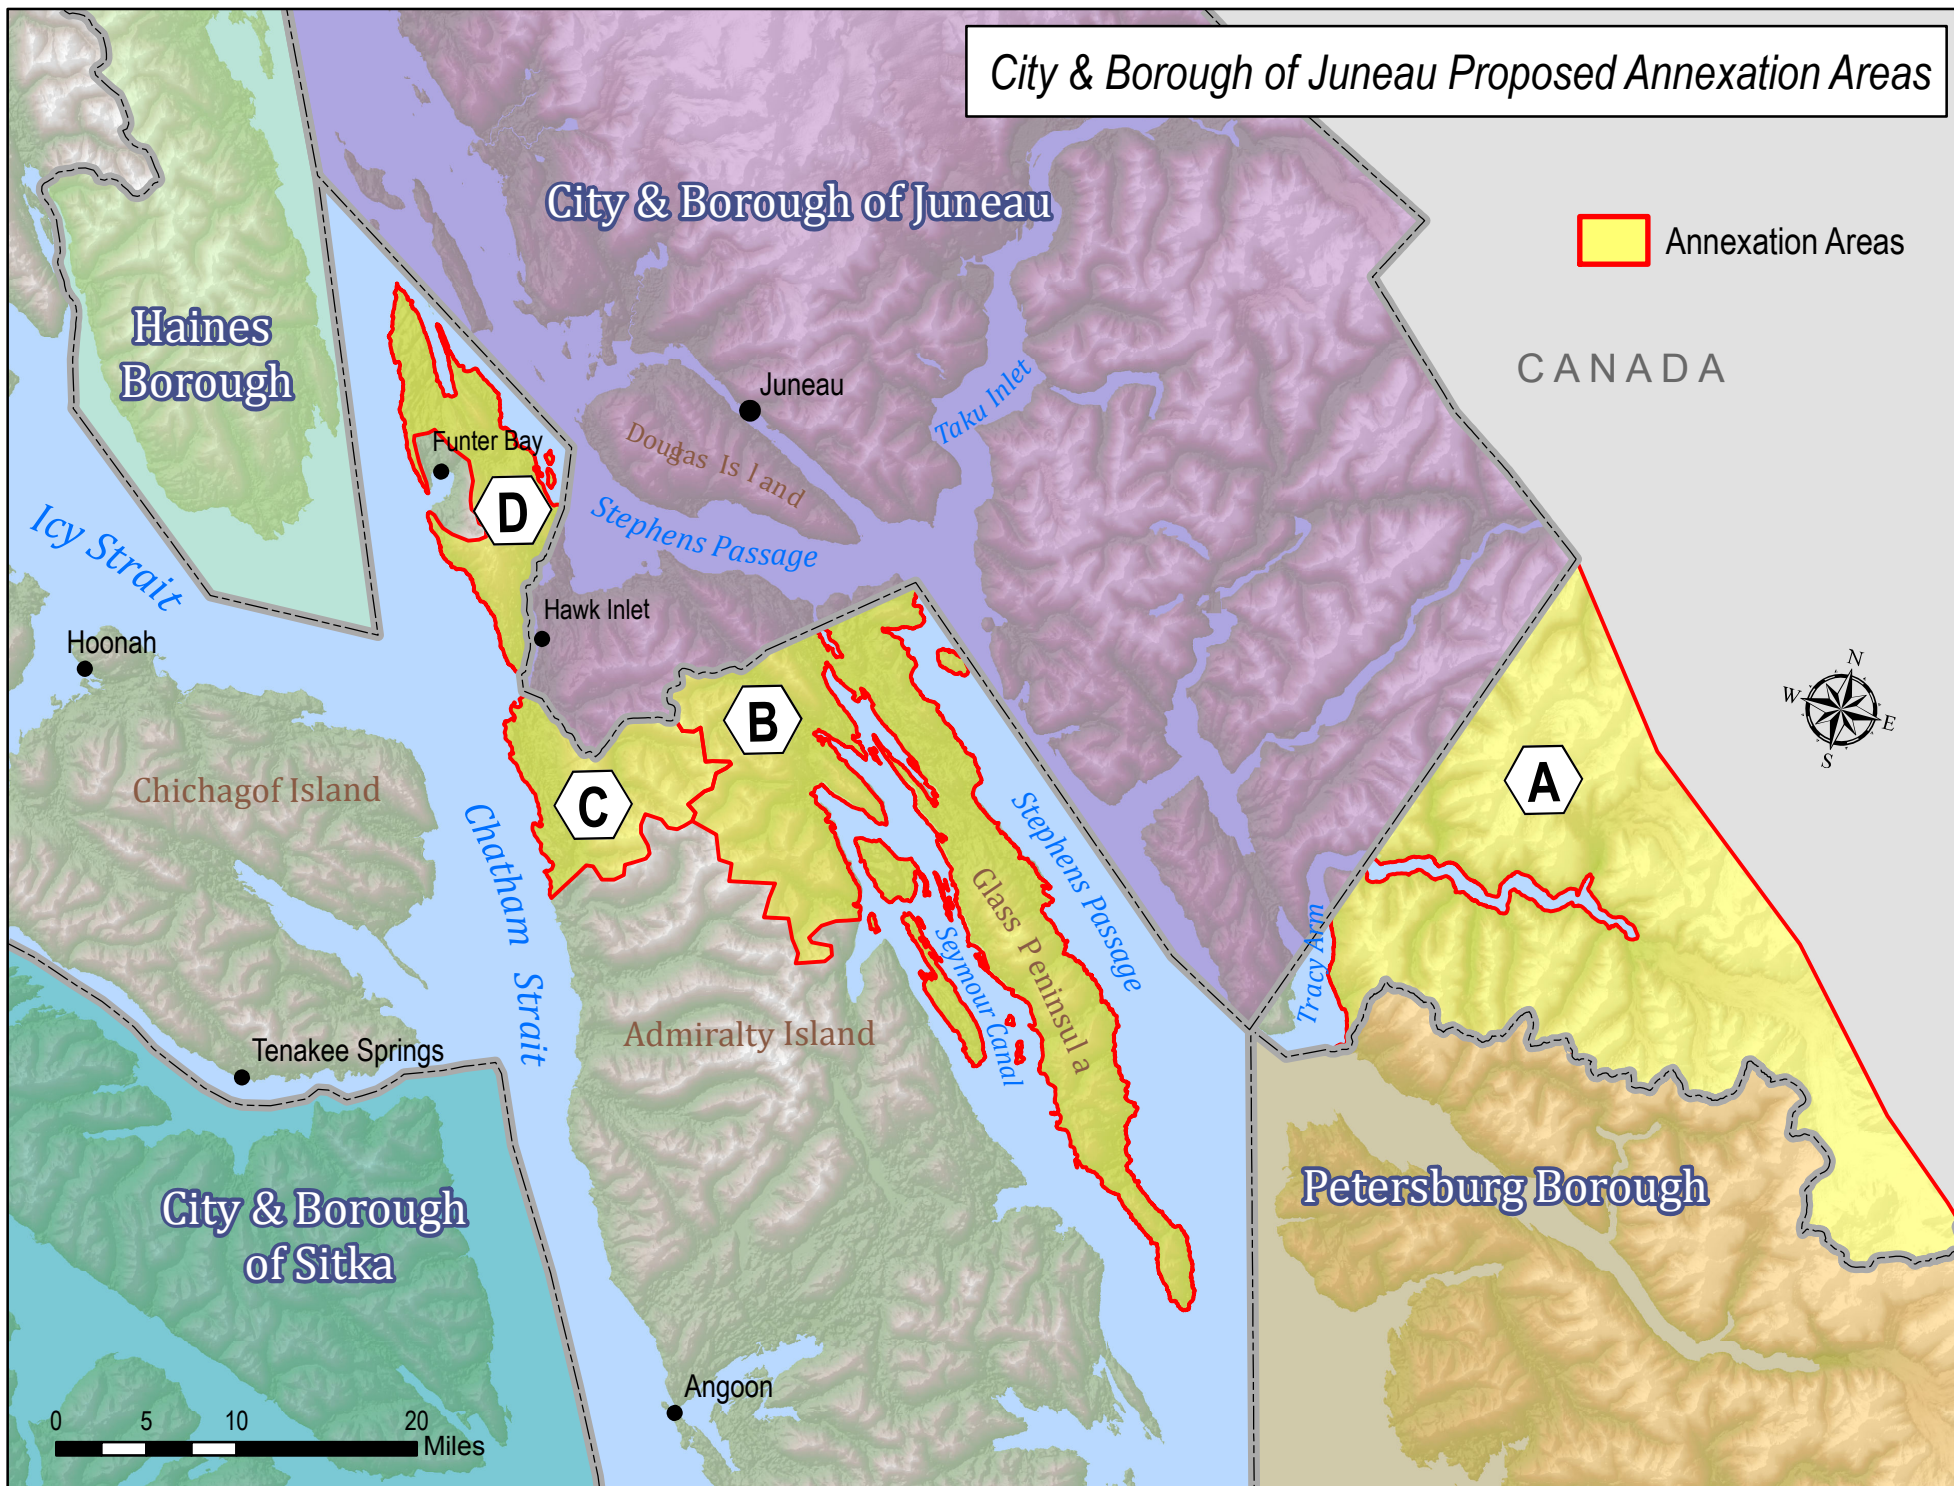 City & Borough of Juneau Proposed Annexation Areas
City & Borough of Juneau
Annexation Areas
Haines
Borough
CANADA
Juneau
Taku Inlet
Dougas Island
Funter Bay
D
Stephens Passage
Icy Strait
Hawk Inlet
Hoonah
N
W
E
S
B
A
C
Chichagof Island
Chatham Strait
Stephens Passage
Glass Peninsula
Seymour Canal
Tracy Arm
Admiralty Island
Tenakee Springs
Petersburg Borough
City & Borough
of Sitka
Angoon
0 5 10 20
Miles